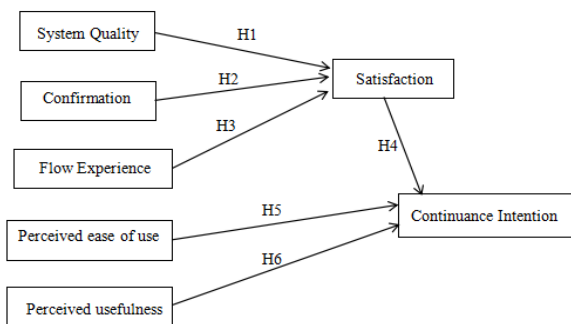 System Quality
H1
Satisfaction
H2
Confirmation
H3
Flow Experience
H4
Continuance Intention
H5
Perceived ease of use
H6
Perceived usefulness